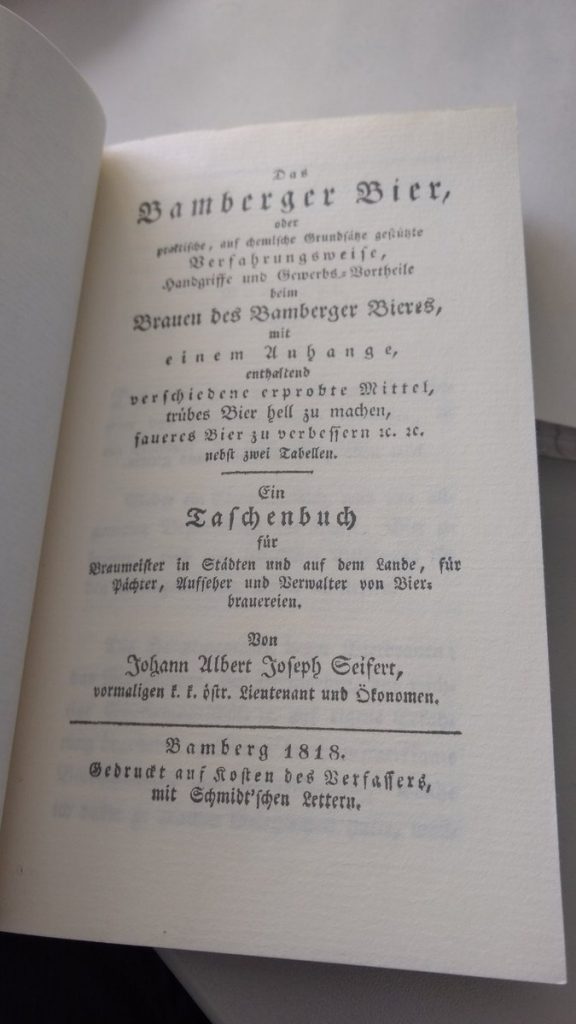 Das
Bamberger Bier,
oder
praktische, auf chemische Grundsätze gestützte
Verfahrungsweise,
Handgriffe und Gewerbs-Vortheile
beim
Brauen des Bamberger Bieres,
mit
einem Anhange,
enthaltend
verschiedene erprobte Mittel,
trübes Bier hell zu machen,
saueres Bier zu verbessern ꝛc. ꝛc.
nebst zwei Tabellen.
Ein
Taschenbuch
für
Braumeister in Städten und auf dem Lande, für
Pächter, Aufseher und Verwalter von Bier-
brauereien.
Von
Johann Albert Joseph Seifert,
vormaligen k. k. östr. Lieutenant und Ökonomen.
Bamberg 1818.
Gedruckt auf Kosten des Verfassers,
mit Schmidt'schen Lettern.